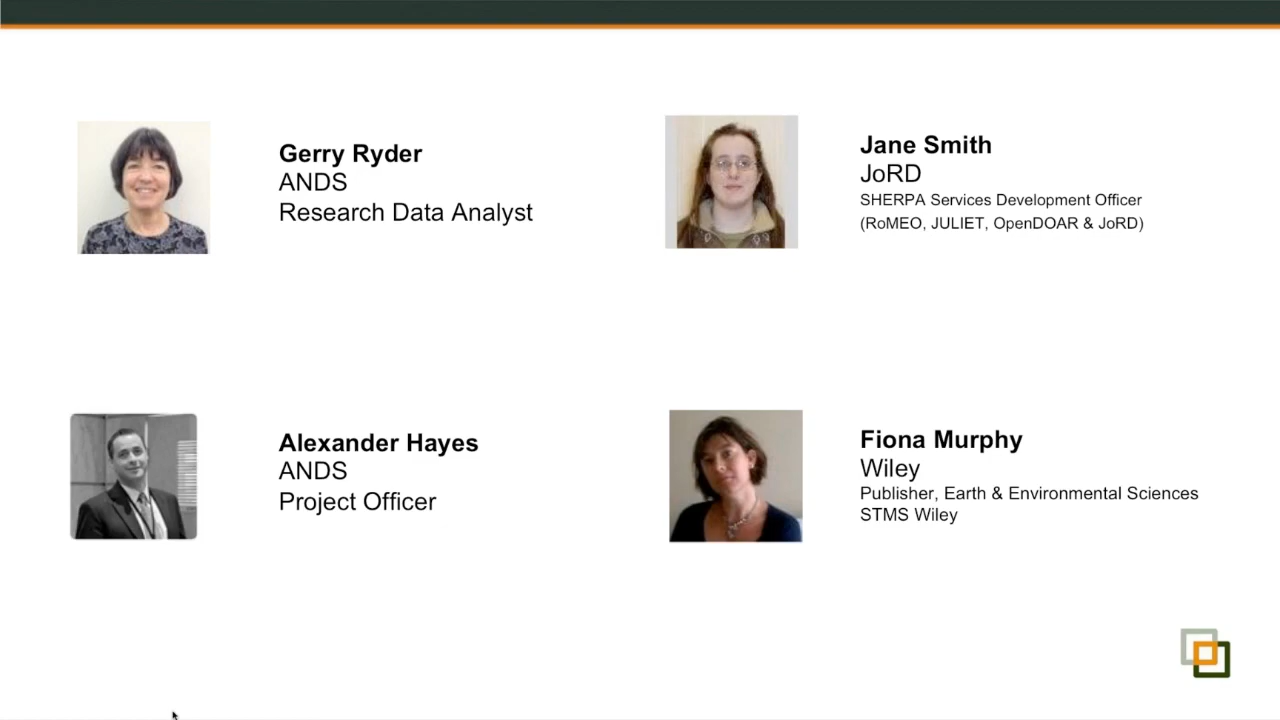 Gerry Ryder
ANDS
Research Data Analyst
Jane Smith
JoRD
SHERPA Services Development Officer
(RoMEO, JULIET, OpenDOAR & JoRD)
Alexander Hayes
ANDS
Project Officer
Fiona Murphy
Wiley
Publisher, Earth & Environmental Sciences
STMS Wiley